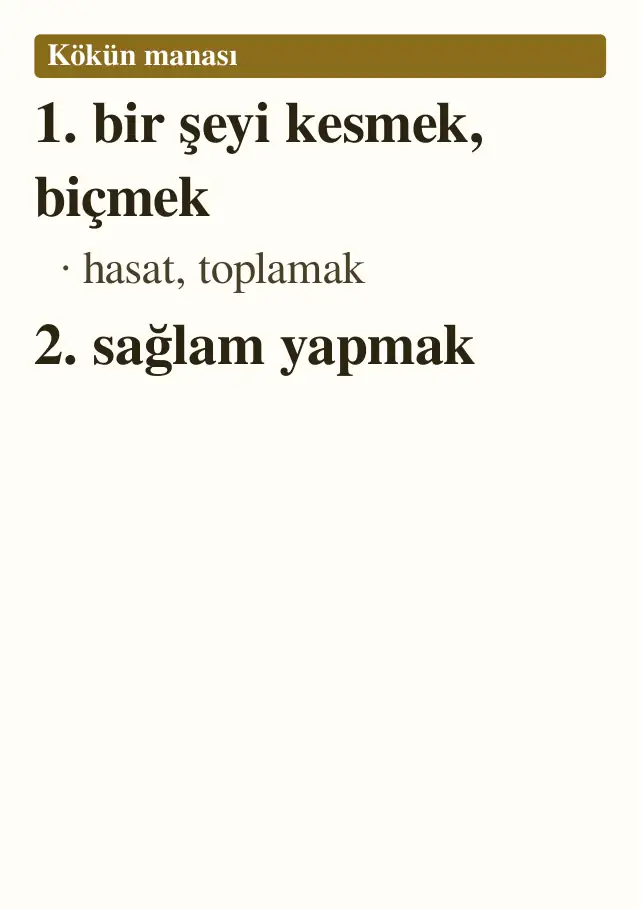 Kökün manası
1. bir şeyi kesmek,
biçmek
· hasat, toplamak
2. sağlam yapmak